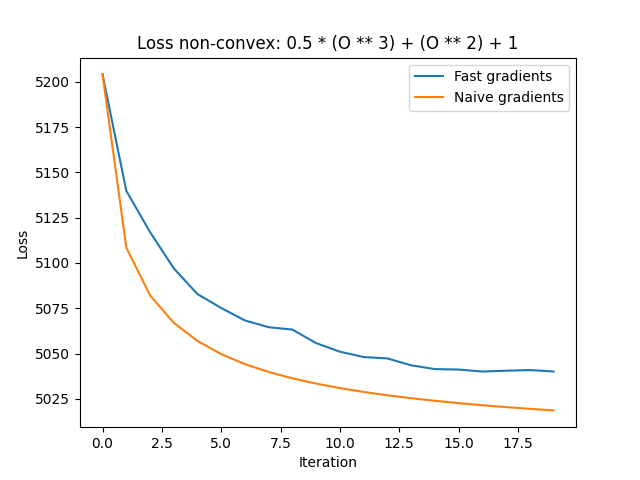 Loss non-convex: 0.5 * (O ** 3) + (O ** 2) + 1
Fast gradients
Naive gradients
Loss
5200
5175
5150
5125
5100
5075
5050
5025
0.0 2.5 5.0 7.5 10.0 12.5 15.0 17.5
Iteration